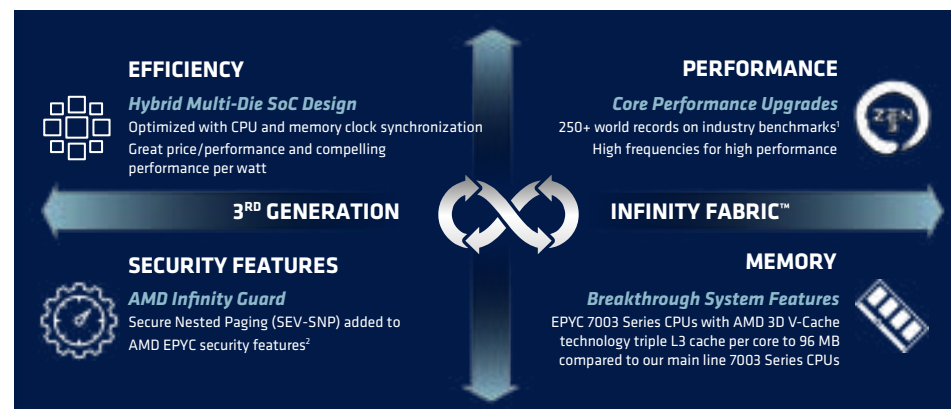 EFFICIENCY
Hybrid Multi-Die SoC Design
Optimized with CPU and memory clock synchronization
Great price/performance and compelling
performance per watt
PERFORMANCE
Core Performance Upgrades
250+ world records on industry benchmarks¹
High frequencies for high performance
ZEN
3
3RD GENERATION
INFINITY FABRIC™
SECURITY FEATURES
AMD Infinity Guard
Secure Nested Paging (SEV-SNP) added to
AMD EPYC security features²
MEMORY
Breakthrough System Features
EPYC 7003 Series CPUs with AMD 3D V-Cache
technology triple L3 cache per core to 96 MB
compared to our main line 7003 Series CPUs